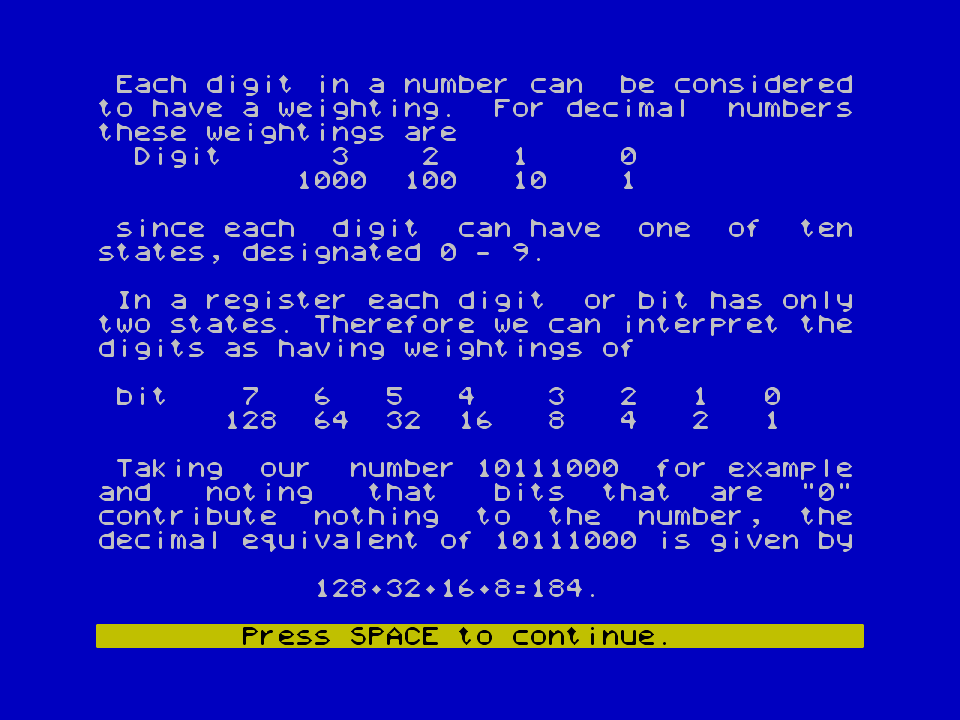 Each digit in a number can be considered
to have a weighting. For decimal numbers
these weightings are
Digit 3 2 1 0
1000 100 10 1
since each digit can have one of ten
states, designated 0 - 9.
In a register each digit or bit has only
two states. Therefore we can interpret the
digits as having weightings of
bit 7 6 5 4 3 2 1 0
128 64 32 16 8 4 2 1
Taking our number 10111000 for example
and noting that bits that are "0"
contribute nothing to the number, the
decimal equivalent of 10111000 is given by
128+32+16+8=184.
Press SPACE to continue.